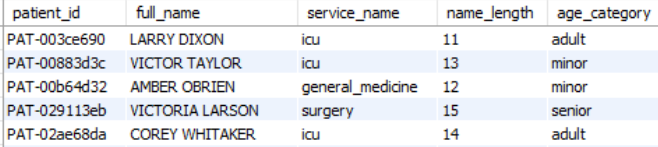 patient_id full_name service_name name_length age_category
PAT-003ce690 LARRY DIXON icu 11 adult
PAT-00883d3c VICTOR TAYLOR icu 13 minor
PAT-00b64d32 AMBER OBRIEN general_medicine 12 minor
PAT-029113eb VICTORIA LARSON surgery 15 senior
PAT-02ae68da COREY WHITAKER icu 14 adult